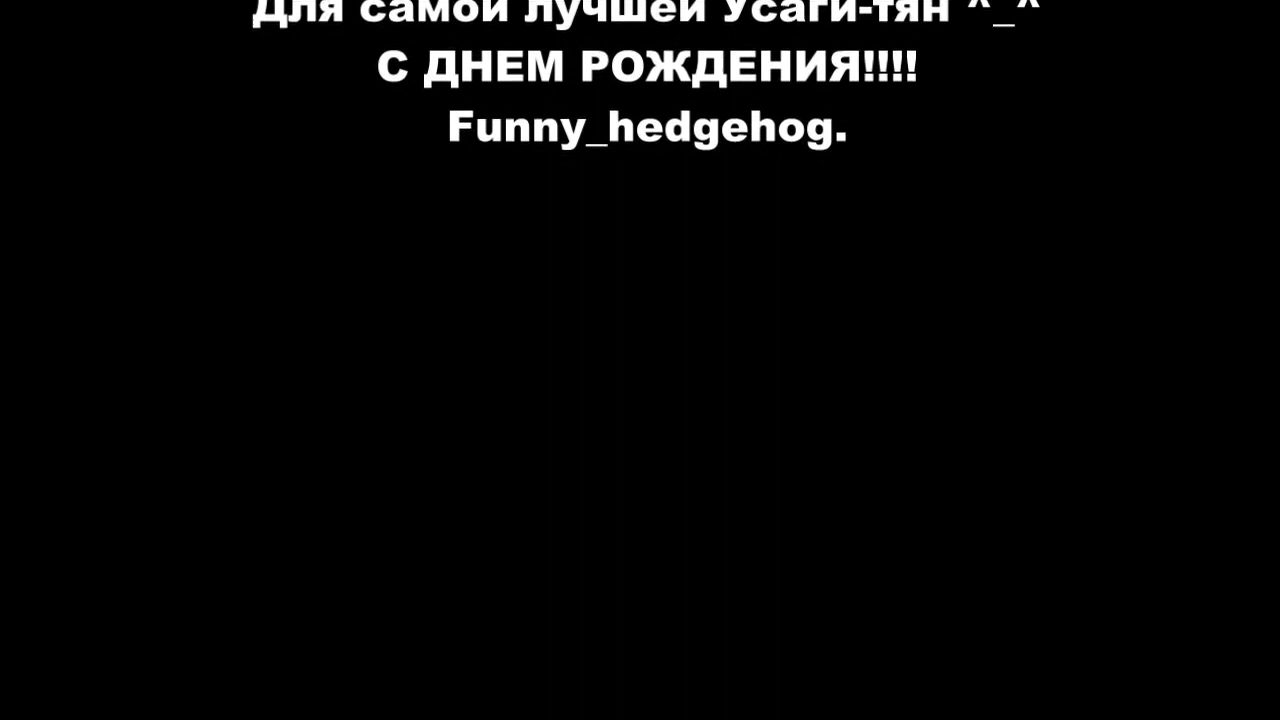 Для самой лучшей Усаги-тян ^_^
С ДНЕМ РОЖДЕНИЯ!!!!
Funny_hedgehog.